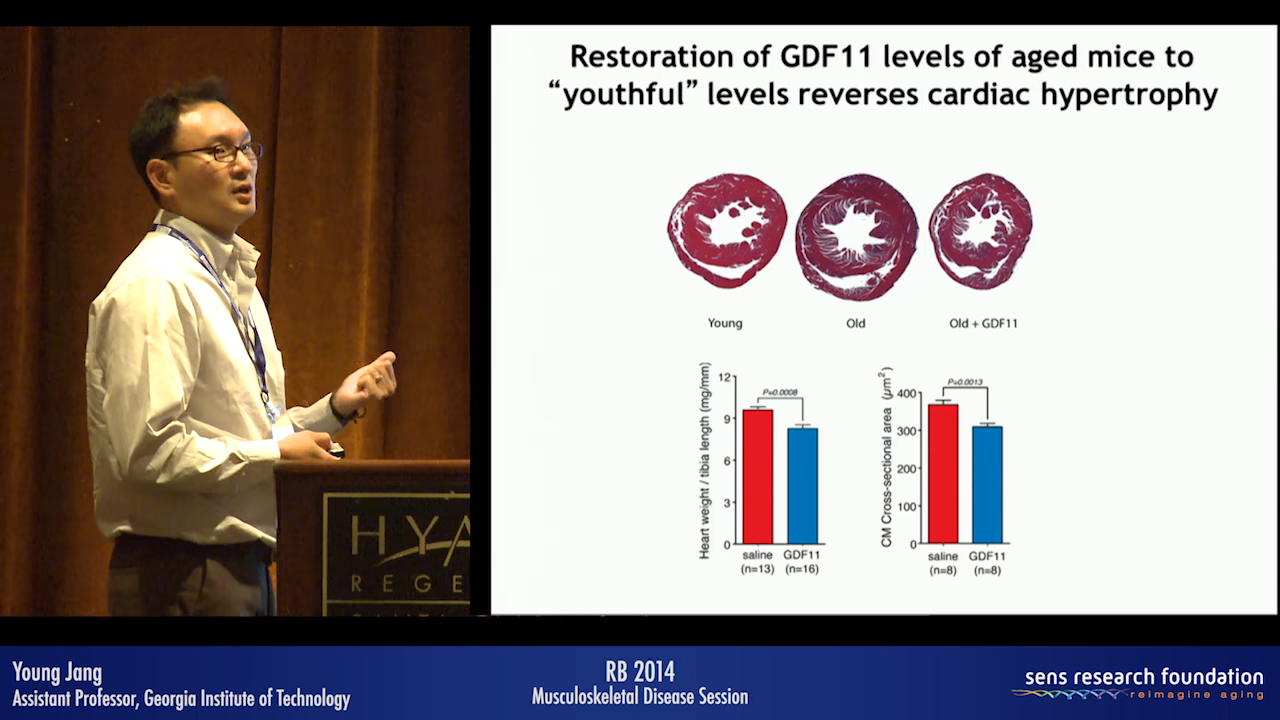 Restoration of GDF11 levels of aged mice to
“youthful” levels reverses cardiac hypertrophy
Young
Old
Old + GDF11
Heart weight / tibia length (mg/mm)
12
9
6
3
0
P=0.0008
saline
(n=13)
GDF11
(n=16)
CM Cross-sectional area (µm²)
400
300
200
100
0
P=0.0013
saline
(n=8)
GDF11
(n=8)
HYA
REGE
Young Jang
Assistant Professor, Georgia Institute of Technology
RB 2014
Musculoskeletal Disease Session
sens research foundation
reimagine aging